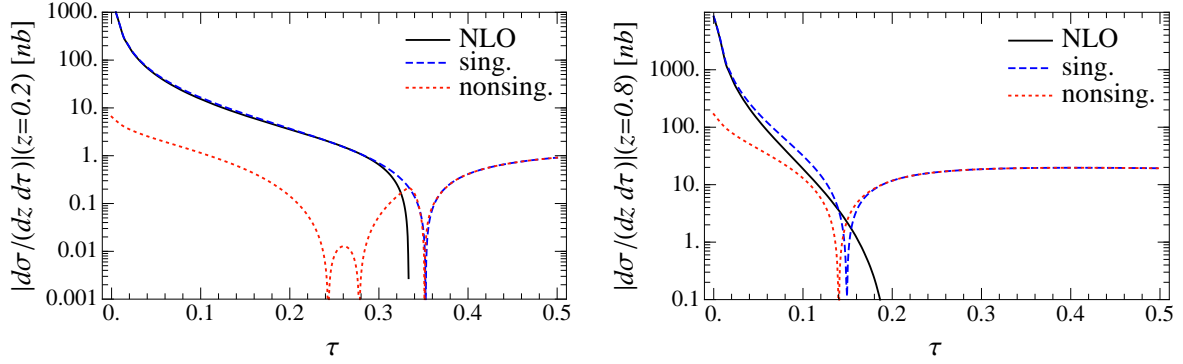 |dσ/(dz dτ)|(z=0.2) [nb]
1000.
100.
10.
1.
0.1
0.01
0.001
NLO
sing.
nonsing.
0. 0.1 0.2 0.3 0.4 0.5
τ
|dσ/(dz dτ)|(z=0.8) [nb]
1000.
100.
10.
1.
0.1
NLO
sing.
nonsing.
0. 0.1 0.2 0.3 0.4 0.5
τ